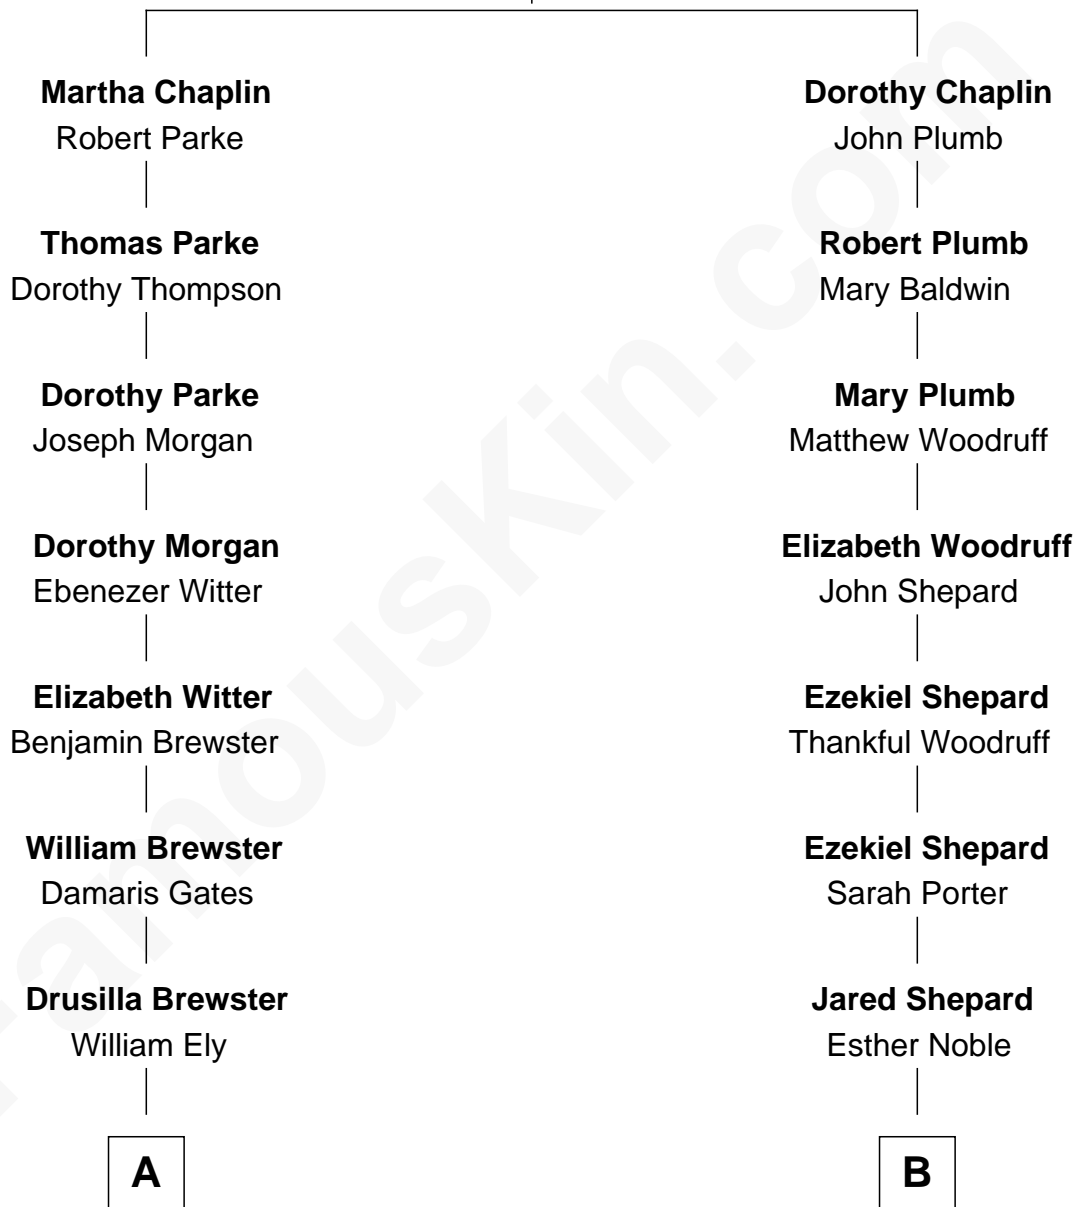 Martha Chaplin
Robert Parke
Dorothy Chaplin
John Plumb
Thomas Parke
Dorothy Thompson
Robert Plumb
Mary Baldwin
Dorothy Parke
Joseph Morgan
Mary Plumb
Matthew Woodruff
Dorothy Morgan
Ebenezer Witter
Elizabeth Woodruff
John Shepard
Elizabeth Witter
Benjamin Brewster
Ezekiel Shepard
Thankful Woodruff
William Brewster
Damaris Gates
Ezekiel Shepard
Sarah Porter
Drusilla Brewster
William Ely
Jared Shepard
Esther Noble
A
B
FamousKin.com